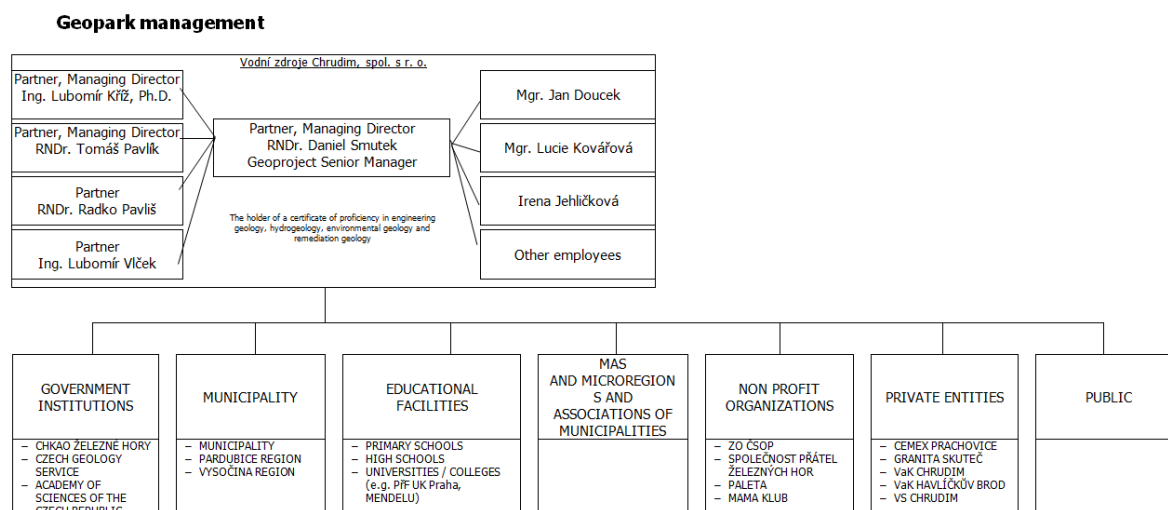 Geopark management
Vodní zdroje Chrudim, spol. s r. o.
Partner, Managing Director
Ing. Lubomír Kříž, Ph.D.
Partner, Managing Director
RNDr. Tomáš Pavlík
Partner
RNDr. Radko Pavliš
Partner
Ing. Lubomír Vlček
Partner, Managing Director
RNDr. Daniel Smutek
Geoproject Senior Manager
The holder of a certificate of proficiency in engineering
geology, hydrogeology, environmental geology and
remediation geology
Mgr. Jan Doucek
Mgr. Lucie Kovářová
Irena Jehličková
Other employees
GOVERNMENT
INSTITUTIONS
– CHKAO ŽELEZNÉ HORY
– CZECH GEOLOGY
SERVICE
– ACADEMY OF
SCIENCES OF THE
CZECH REPUBLIC
MUNICIPALITY
– MUNICIPALITY
– PARDUBICE REGION
– VYSOČINA REGION
EDUCATIONAL
FACILITIES
– PRIMARY SCHOOLS
– HIGH SCHOOLS
– UNIVERSITIES / COLLEGES
(e.g. PřF UK Praha,
MENDELU)
MAS
AND MICROREGION
S AND
ASSOCIATIONS OF
MUNICIPALITIES
NON PROFIT
ORGANIZATIONS
– ZO ČSOP
– SPOLEČNOST PŘÁTEL
ŽELEZNÝCH HOR
– PALETA
– MAMA KLUB
PRIVATE ENTITIES
– CEMEX PRACHOVICE
– GRANITA SKUTEČ
– VaK CHRUDIM
– VaK HAVLÍČKŮV BROD
– VS CHRUDIM
PUBLIC